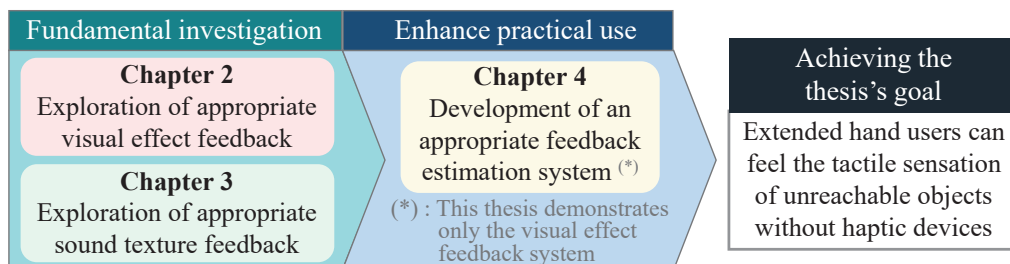 Fundamental investigation
Chapter 2
Exploration of appropriate
visual effect feedback
Chapter 3
Exploration of appropriate
sound texture feedback
Enhance practical use
Chapter 4
Development of an
appropriate feedback
estimation system (*)
(*) : This thesis demonstrates
only the visual effect
feedback system
Achieving the
thesis's goal
Extended hand users can
feel the tactile sensation
of unreachable objects
without haptic devices